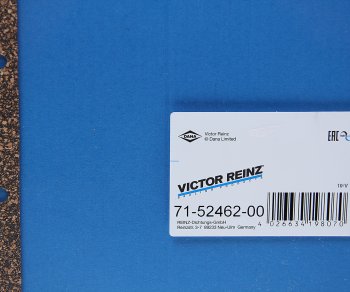 DANA
Victor Reinz
© Dana Limited
EAC
VICTOR REINZ
10-V
71-52462-00
REINZ-Dichtungs-GmbH
Reinzstr. 3-7 89233 Neu-Ulm Germany
4 026634 198070